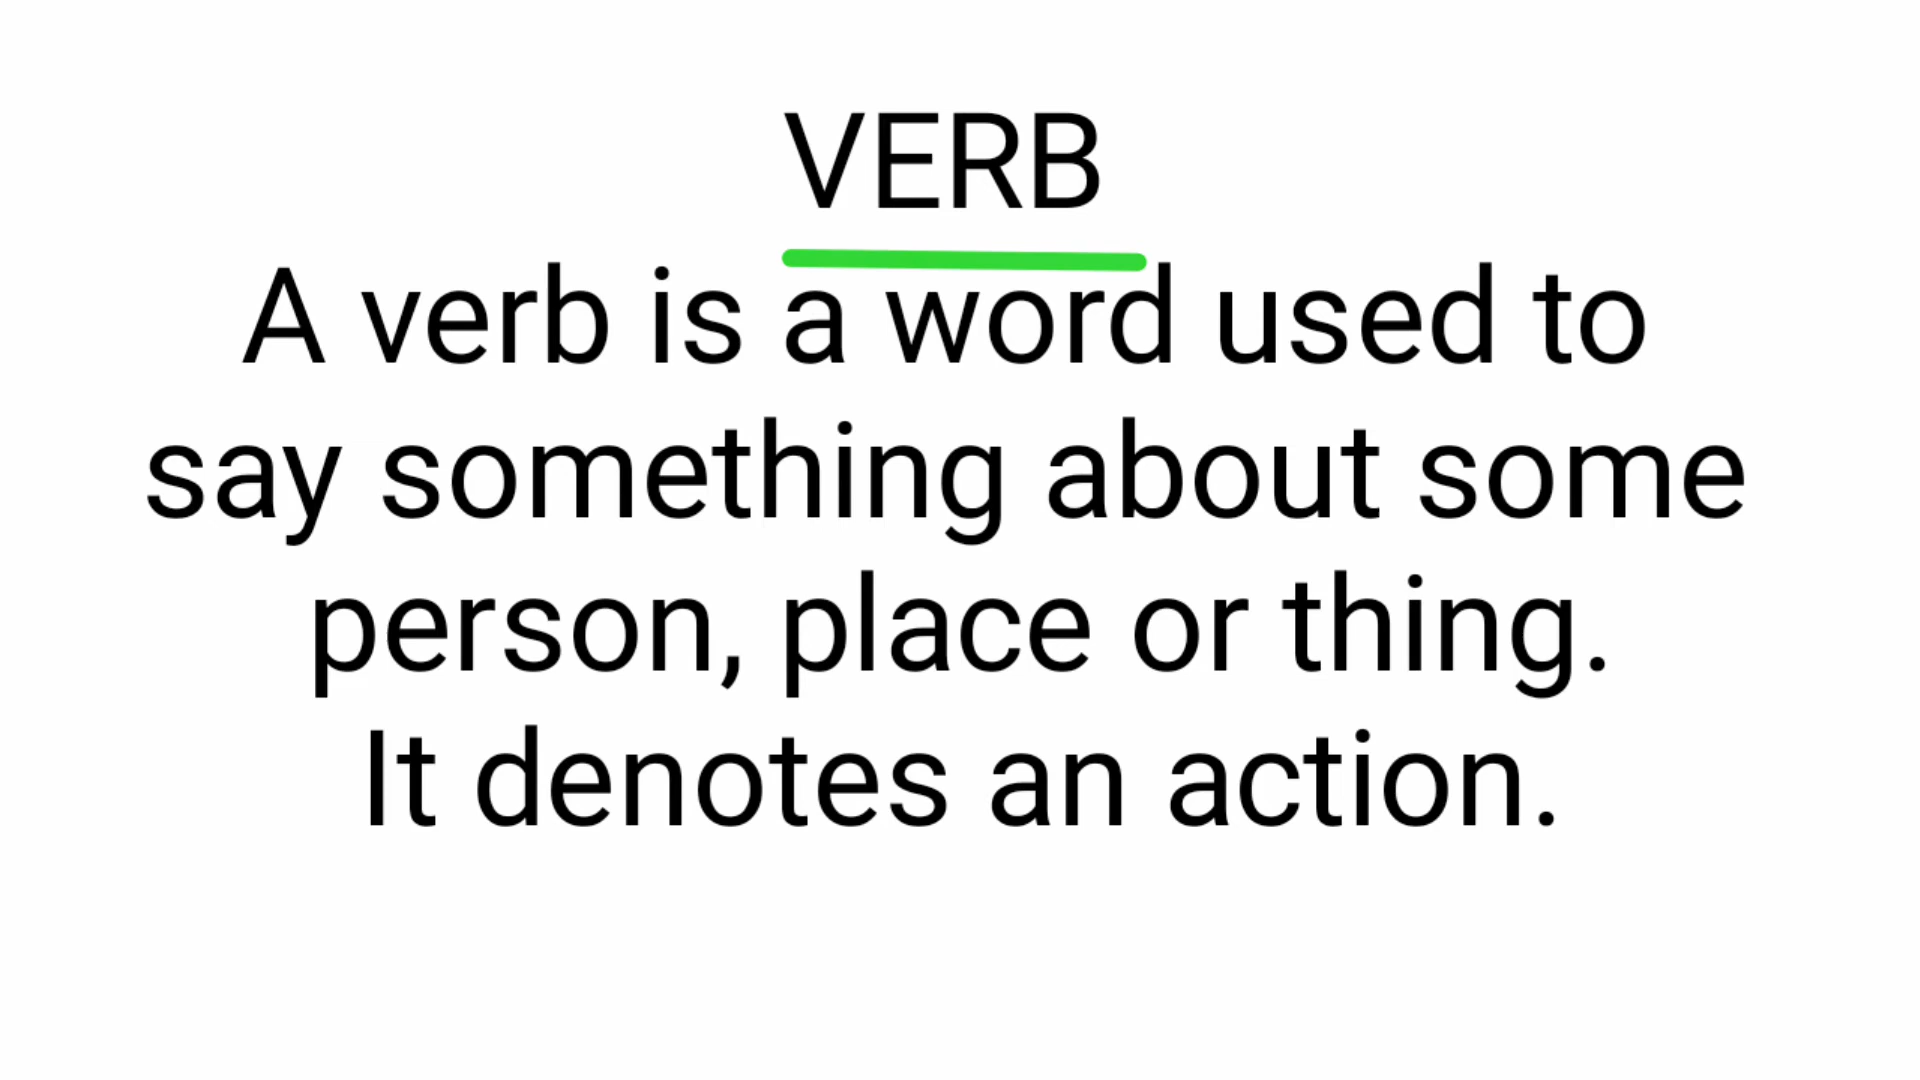 VERB
A verb is a word used to
say something about some
person, place or thing.
It denotes an action.